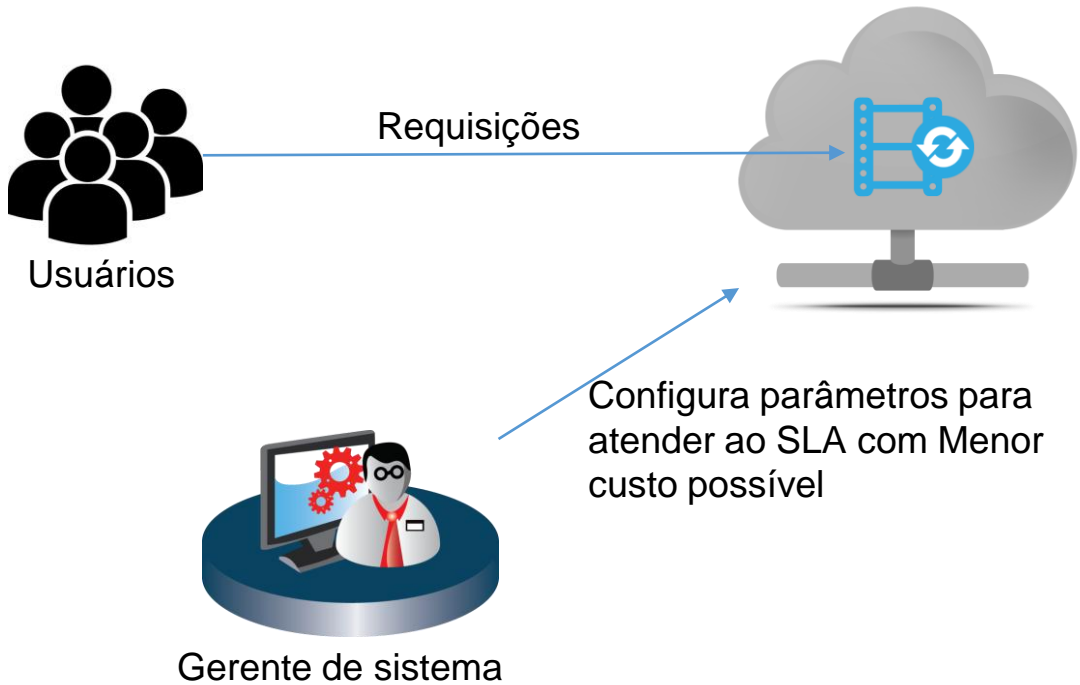 Requisições
Usuários
Configura parâmetros para
atender ao SLA com Menor
custo possível
Gerente de sistema